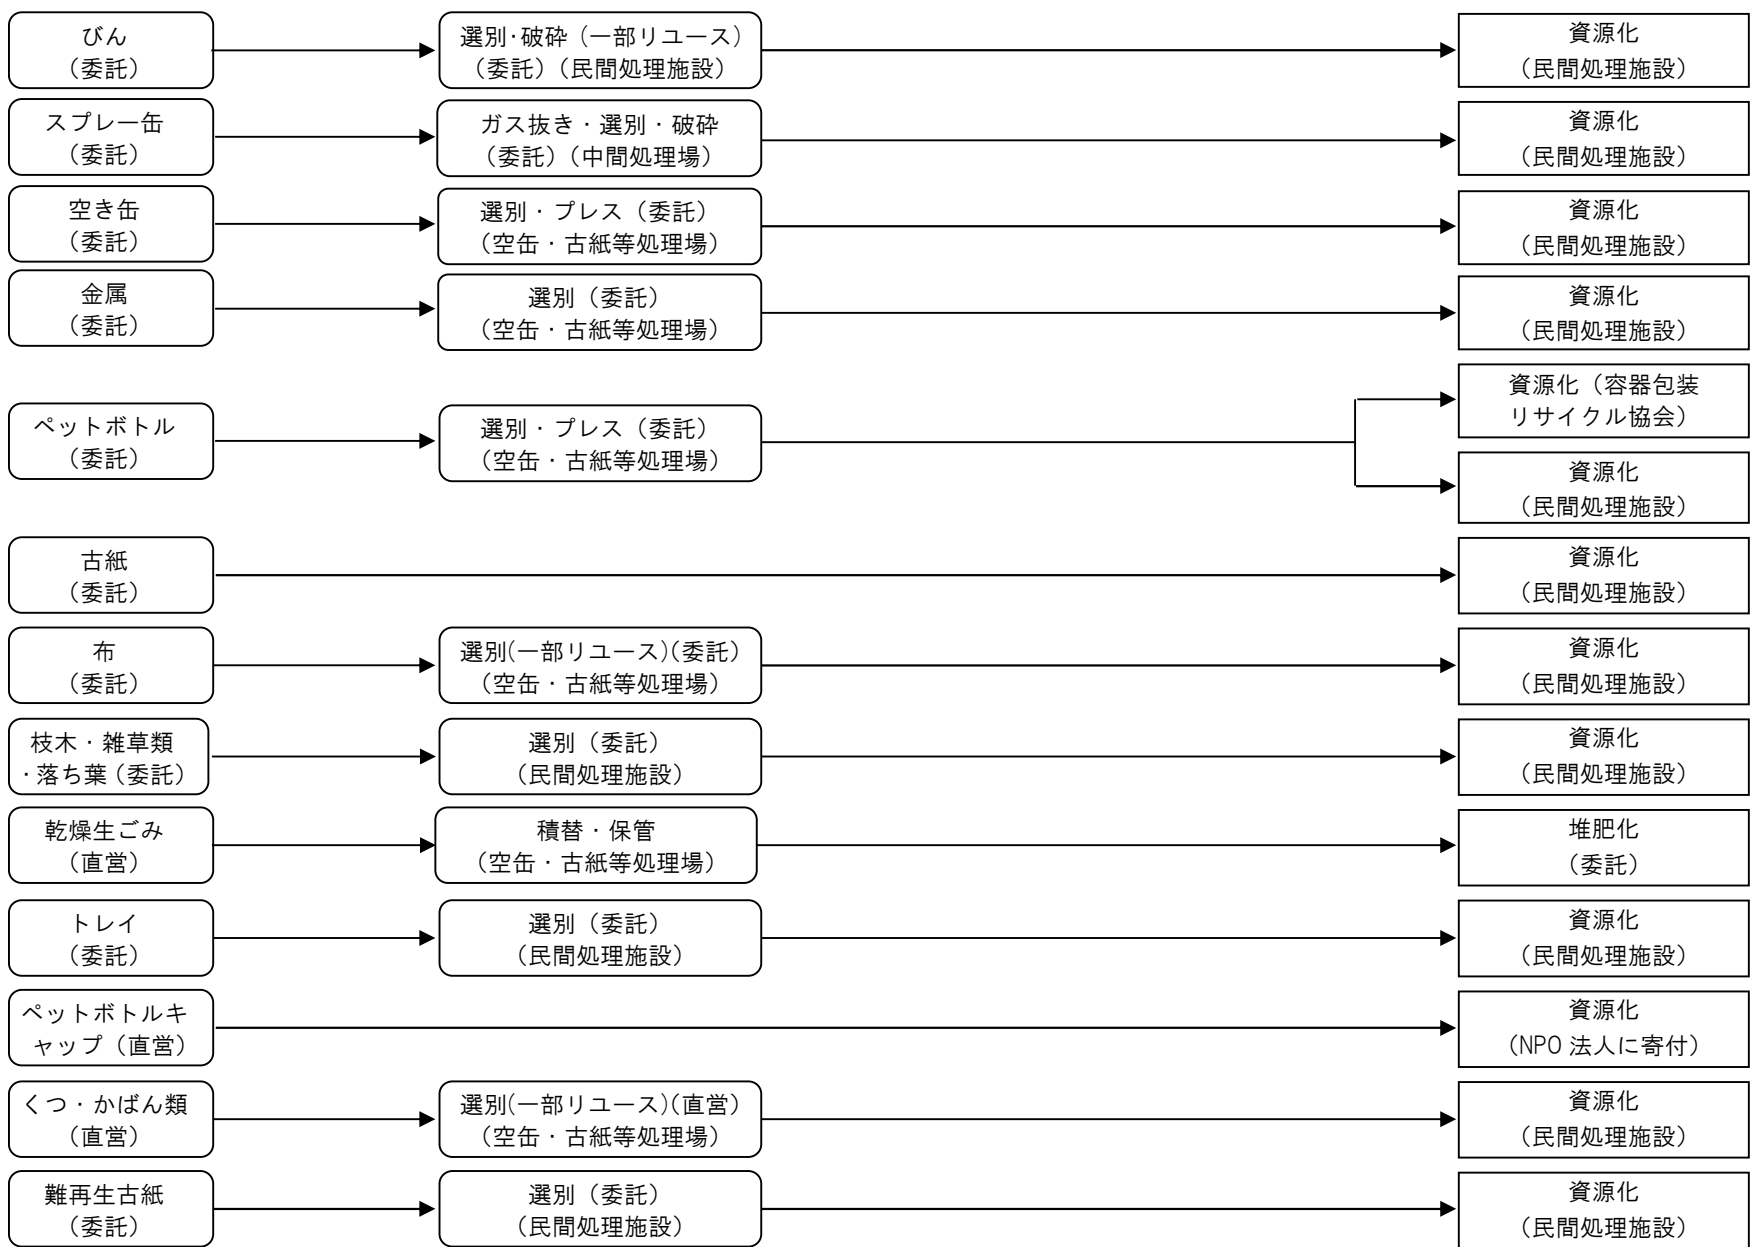 びん
（委託）
選別・破砕（一部リユース）
（委託）（民間処理施設）
資源化
（民間処理施設）
スプレー缶
（委託）
ガス抜き・選別・破砕
（委託）（中間処理場）
資源化
（民間処理施設）
空き缶
（委託）
選別・プレス（委託）
（空缶・古紙等処理場）
資源化
（民間処理施設）
金属
（委託）
選別（委託）
（空缶・古紙等処理場）
資源化
（民間処理施設）
ペットボトル
（委託）
選別・プレス（委託）
（空缶・古紙等処理場）
資源化（容器包装
リサイクル協会）
資源化
（民間処理施設）
古紙
（委託）
資源化
（民間処理施設）
布
（委託）
選別(一部リユース)(委託）
（空缶・古紙等処理場）
資源化
（民間処理施設）
枝木・雑草類
・落ち葉（委託）
選別（委託）
（民間処理施設）
資源化
（民間処理施設）
乾燥生ごみ
（直営）
積替・保管
（空缶・古紙等処理場）
堆肥化
（委託）
トレイ
（委託）
選別（委託）
（民間処理施設）
資源化
（民間処理施設）
ペットボトルキ
ャップ（直営）
資源化
（NPO 法人に寄付）
くつ・かばん類
（直営）
選別(一部リユース)(直営）
（空缶・古紙等処理場）
資源化
（民間処理施設）
難再生古紙
（委託）
選別（委託）
（民間処理施設）
資源化
（民間処理施設）